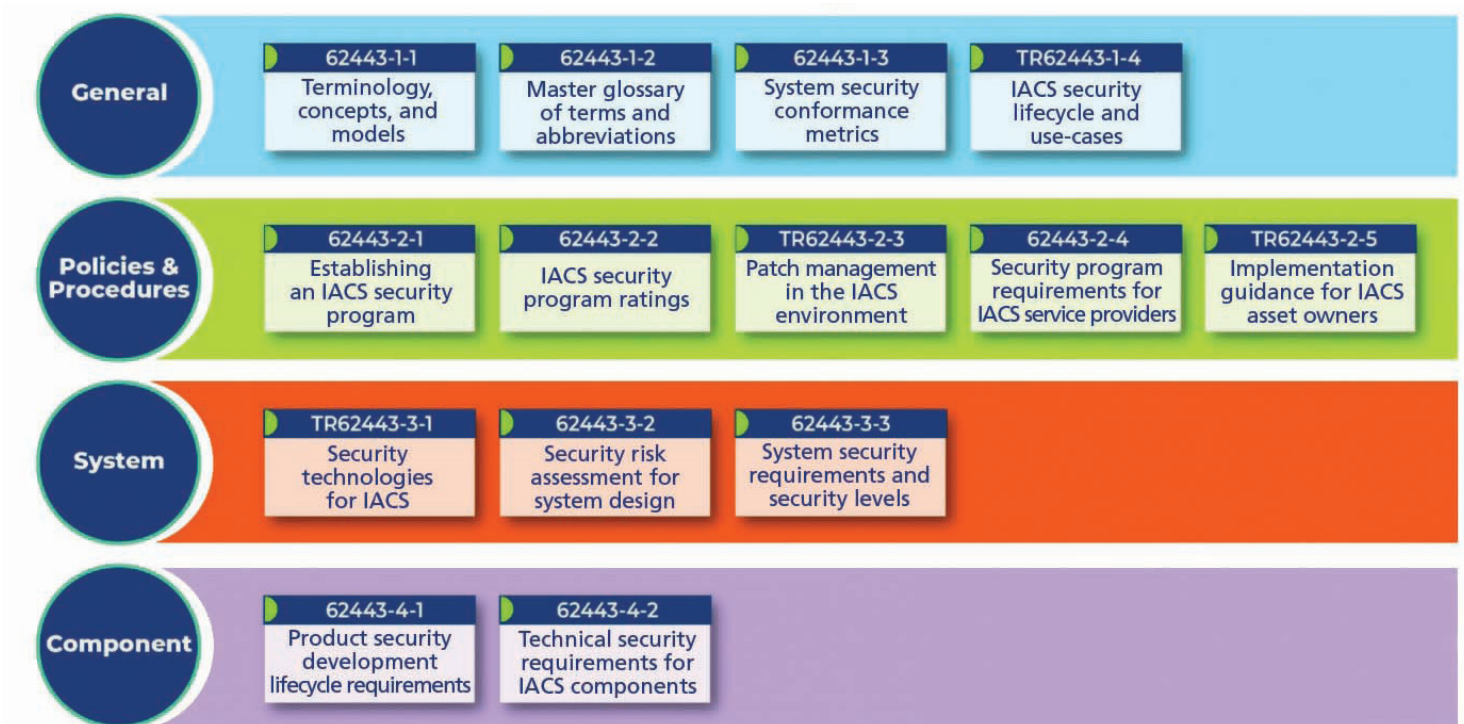 General
62443-1-1
Terminology,
concepts, and
models
62443-1-2
Master glossary
of terms and
abbreviations
62443-1-3
System security
conformance
metrics
TR62443-1-4
IACS security
lifecycle and
use-cases
Policies &
Procedures
62443-2-1
Establishing
an IACS security
program
62443-2-2
IACS security
program ratings
TR62443-2-3
Patch management
in the IACS
environment
62443-2-4
Security program
requirements for
IACS service providers
TR62443-2-5
Implementation
guidance for IACS
asset owners
System
TR62443-3-1
Security
technologies
for IACS
62443-3-2
Security risk
assessment for
system design
62443-3-3
System security
requirements and
security levels
Component
62443-4-1
Product security
development
lifecycle requirements
62443-4-2
Technical security
requirements for
IACS components